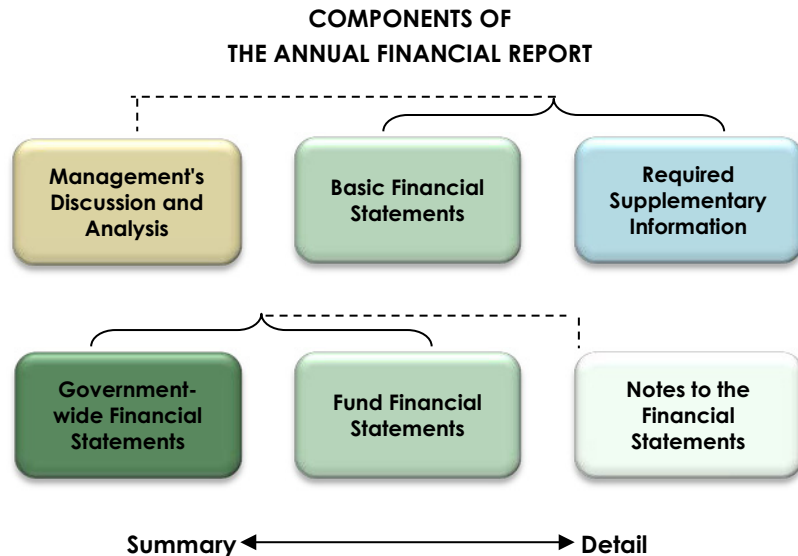 COMPONENTS OF
THE ANNUAL FINANCIAL REPORT
Management's
Discussion and
Analysis
Basic Financial
Statements
Required
Supplementary
Information
Government-
wide Financial
Statements
Fund Financial
Statements
Notes to the
Financial
Statements
Summary
Detail